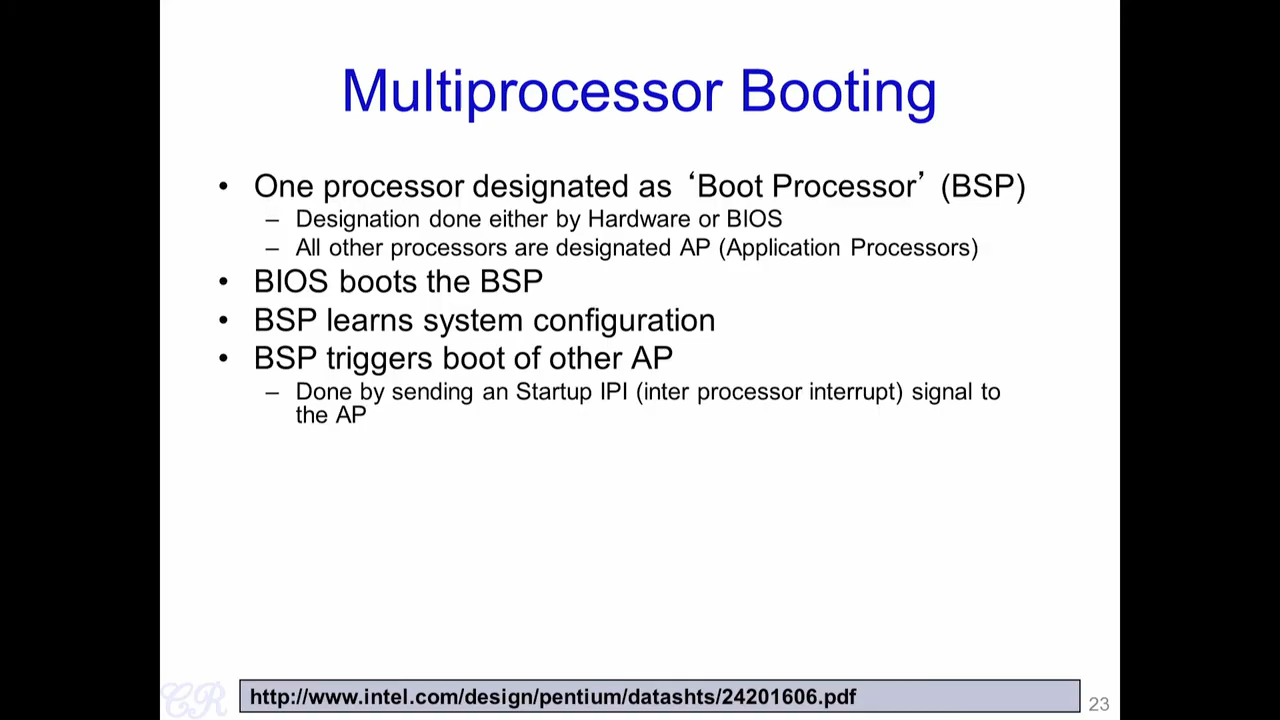 Multiprocessor Booting
• One processor designated as ‘Boot Processor’ (BSP)
– Designation done either by Hardware or BIOS
– All other processors are designated AP (Application Processors)
• BIOS boots the BSP
• BSP learns system configuration
• BSP triggers boot of other AP
– Done by sending an Startup IPI (inter processor interrupt) signal to
the AP
CR
http://www.intel.com/design/pentium/datashts/24201606.pdf
23